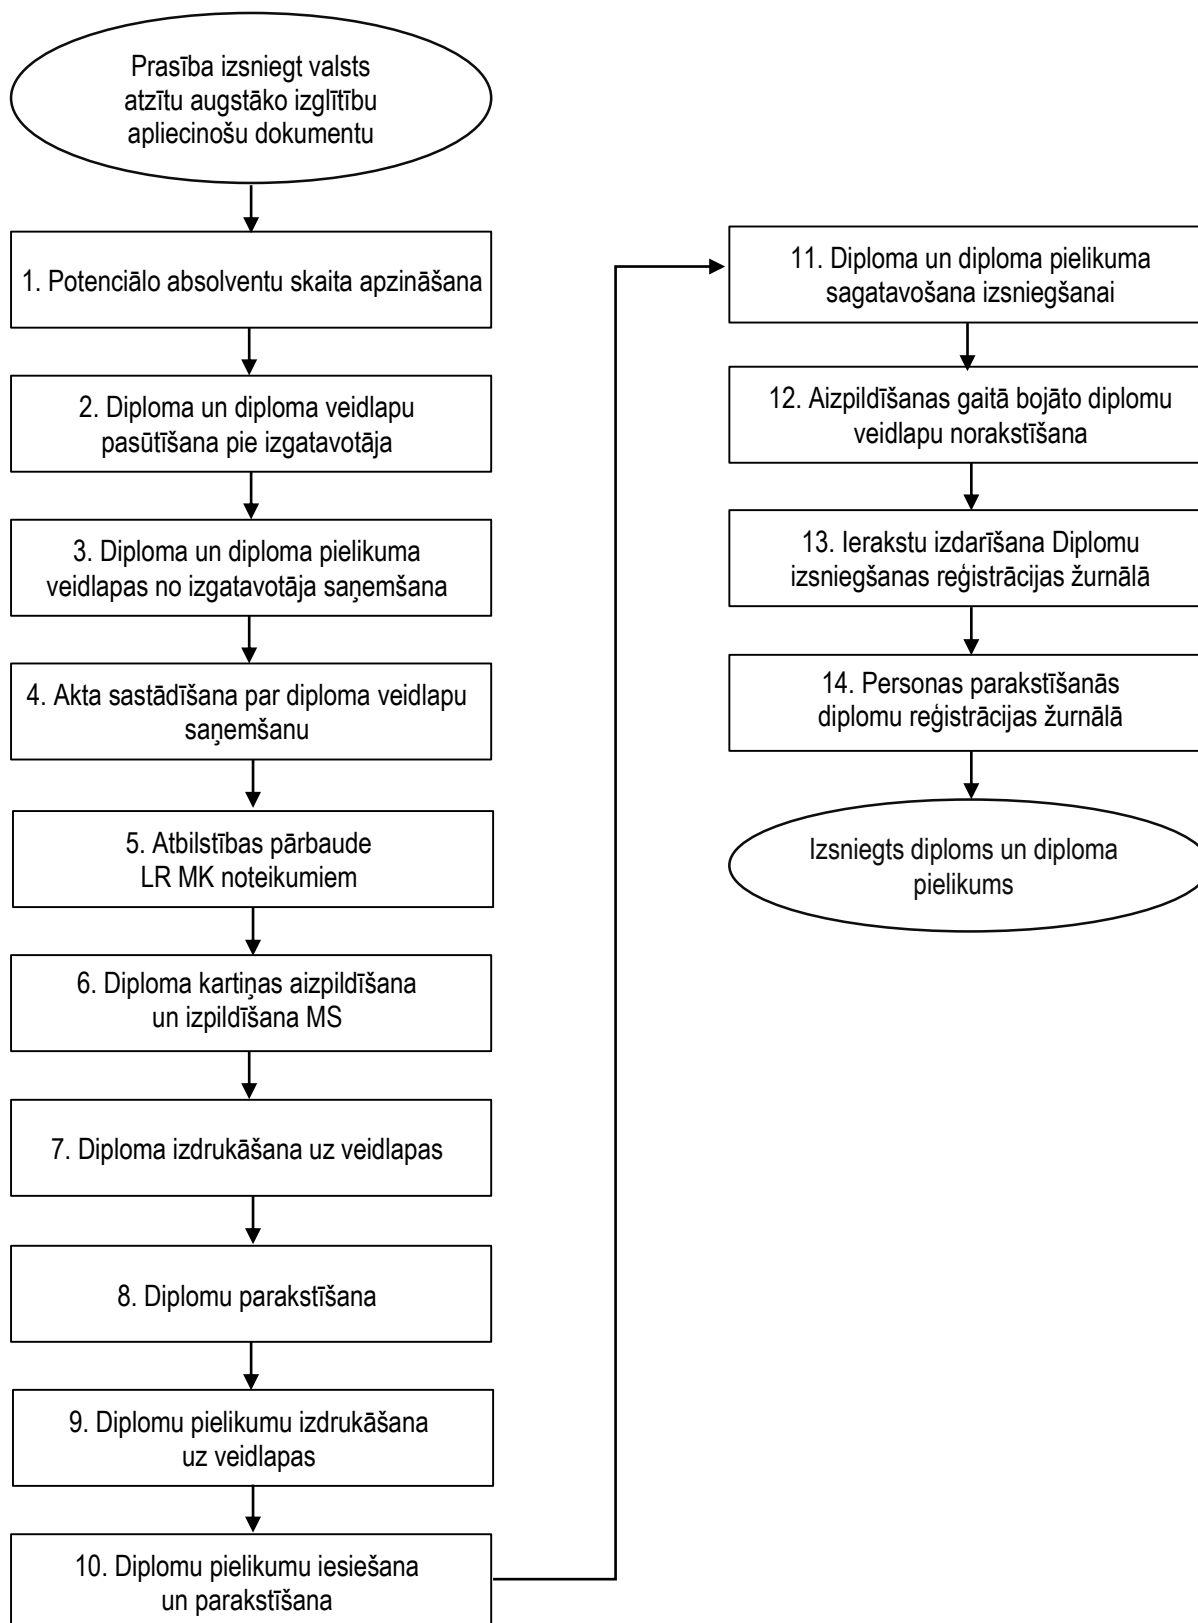 Prasība izsniegt valsts
atzītu augstāko izglītību
apliecinošu dokumentu
1. Potenciālo absolventu skaita apzināšana
2. Diploma un diploma veidlapu
pasūtīšana pie izgatavotāja
3. Diploma un diploma pielikuma
veidlapas no izgatavotāja saņemšana
4. Akta sastādīšana par diploma veidlapu
saņemšanu
5. Atbilstības pārbaude
LR MK noteikumiem
6. Diploma kartiņas aizpildīšana
un izpildīšana MS
7. Diploma izdrukāšana uz veidlapas
8. Diplomu parakstīšana
9. Diplomu pielikumu izdrukāšana
uz veidlapas
10. Diplomu pielikumu iesiešana
un parakstīšana
11. Diploma un diploma pielikuma
sagatavošana izsniegšanai
12. Aizpildīšanas gaitā bojāto diplomu
veidlapu norakstīšana
13. Ierakstu izdarīšana Diplomu
izsniegšanas reģistrācijas žurnālā
14. Personas parakstīšanās
diplomu reģistrācijas žurnālā
Izsniegts diploms un diploma
pielikums